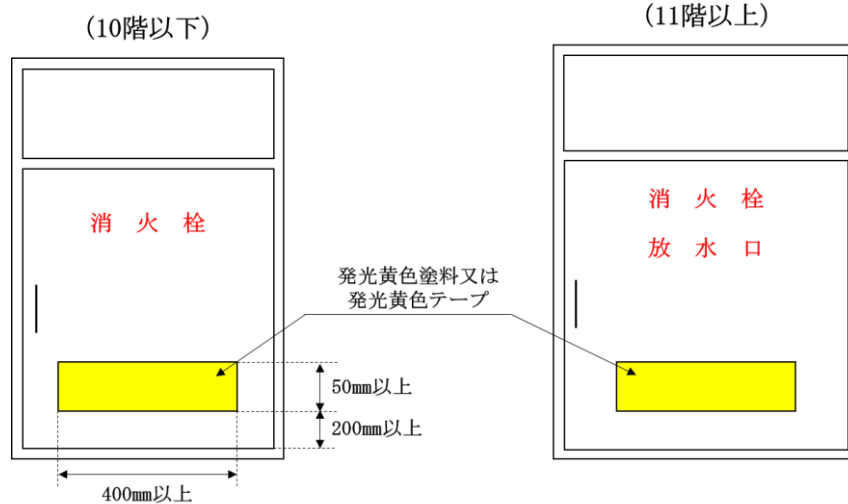 (10階以下)
(11階以上)
消火栓
消火栓
放水口
発光黄色塗料又は
発光黄色テープ
50mm以上
200mm以上
400mm以上